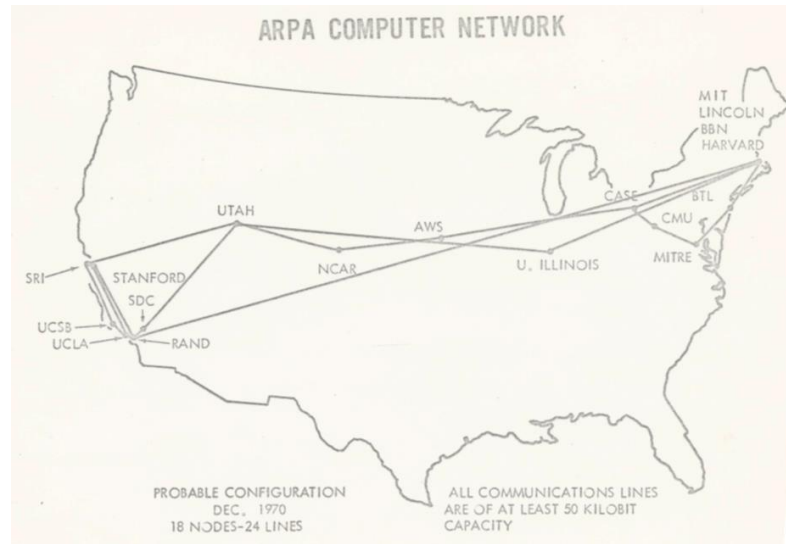 ARPA COMPUTER NETWORK
MIT
LINCOLN
BBN
HARVARD
CASE
BTL
UTAH
AWS
CMU
NCAR
U. ILLINOIS
MITRE
SRI
STANFORD
SDC
UCSB
UCLA
RAND
PROBABLE CONFIGURATION
DEC. 1970
18 NODES-24 LINES
ALL COMMUNICATIONS LINES
ARE OF AT LEAST 50 KILOBIT
CAPACITY